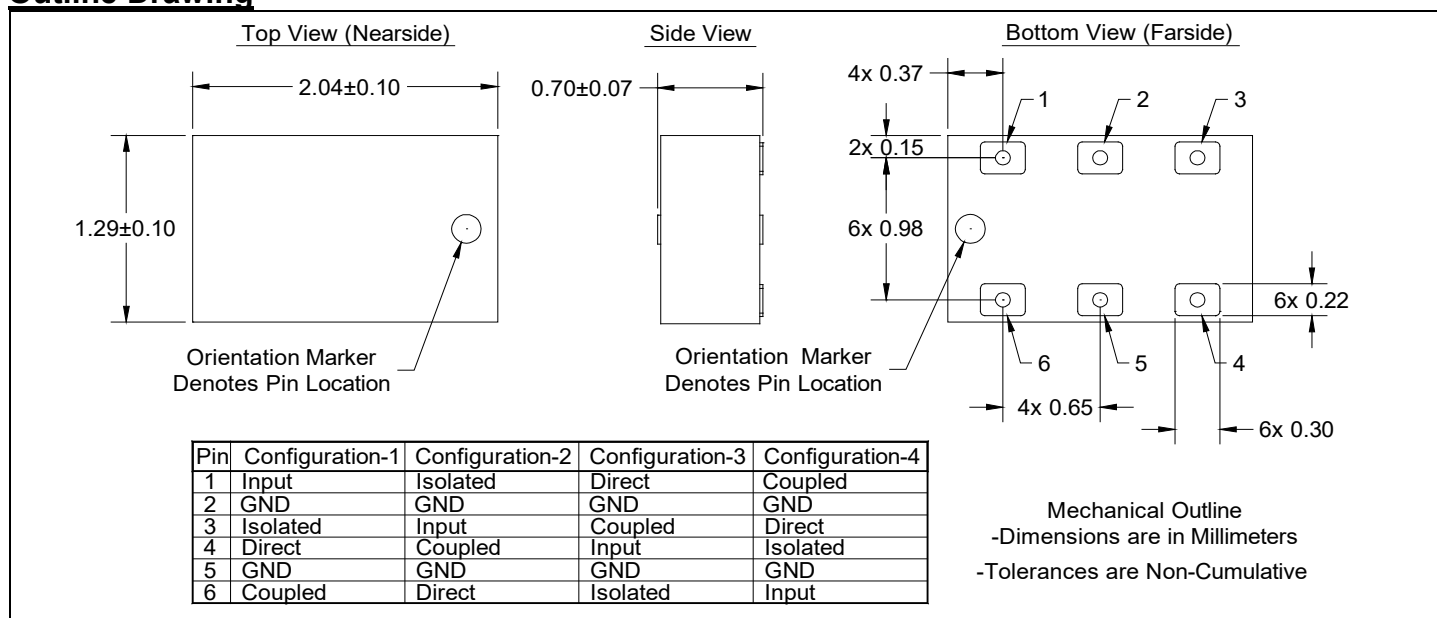 Outline Drawing
Top View (Nearside)
Side View
Bottom View (Farside)
2.04±0.10
0.70±0.07
4x 0.37
1
2
3
2x 0.15
1.29±0.10
6x 0.98
6x 0.22
Orientation Marker
Denotes Pin Location
Orientation Marker
Denotes Pin Location
6
5
4
4x 0.65
6x 0.30
Pin Configuration-1 Configuration-2 Configuration-3 Configuration-4
1 Input Isolated Direct Coupled
2 GND GND GND GND
3 Isolated Input Coupled Direct
4 Direct Coupled Input Isolated
5 GND GND GND GND
6 Coupled Direct Isolated Input
Mechanical Outline
-Dimensions are in Millimeters
-Tolerances are Non-Cumulative